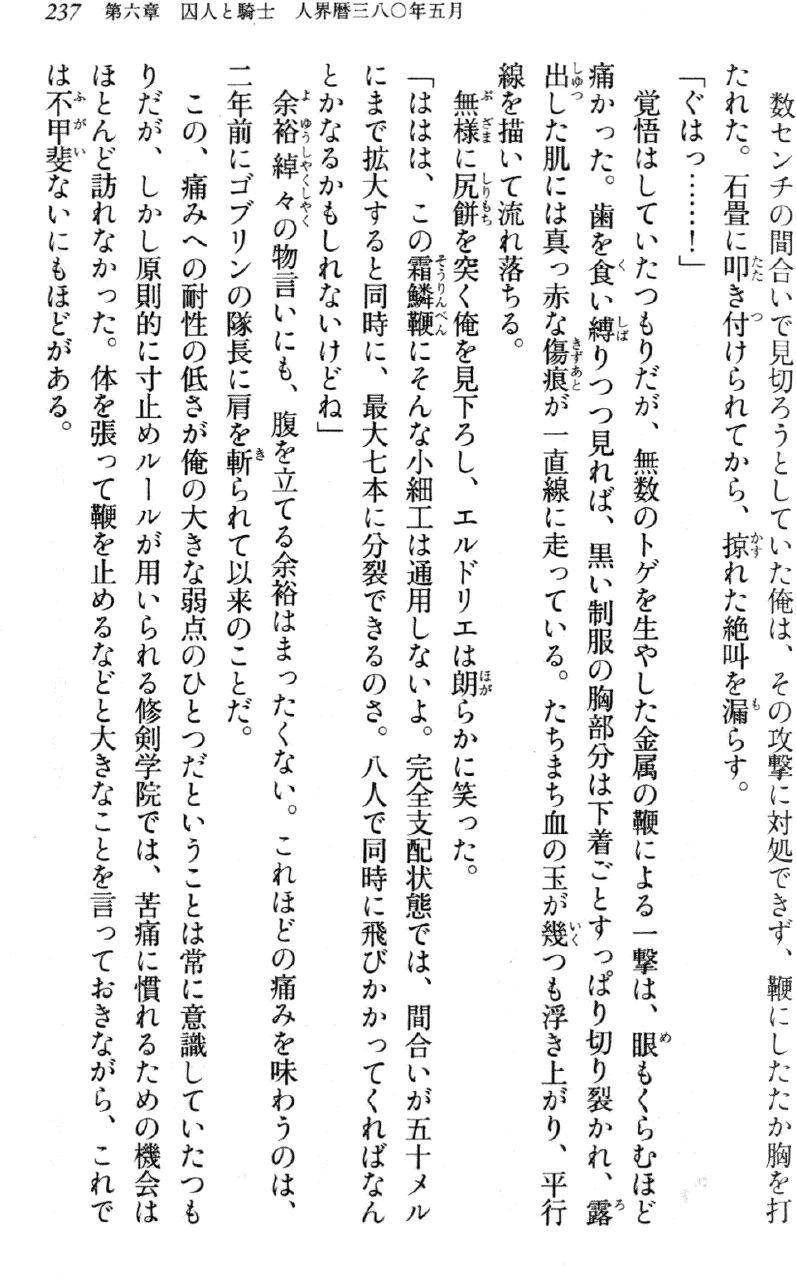 237　第六章　囚人と騎士　人界暦三八〇年五月
　数センチの間合いで見切ろうとしていた俺は、その攻撃に対処できず、鞭にしたたか胸を打
たれた。石畳に叩き付けられてから、掠れた絶叫を漏らす。
「ぐはっ……！」
　覚悟はしていたつもりだが、無数のトゲを生やした金属の鞭による一撃は、眼もくらむほど
痛かった。歯を食い縛りつつ見れば、黒い制服の胸部分は下着ごとすっぱり切り裂かれ、露
出した肌には真っ赤な傷痕が一直線に走っている。たちまち血の玉が幾つも浮き上がり、平行
線を描いて流れ落ちる。
　無様に尻餅を突く俺を見下ろし、エルドリエは朗らかに笑った。
「ははは、この霜鱗鞭にそんな小細工は通用しないよ。完全支配状態では、間合いが五十メル
にまで拡大すると同時に、最大七本に分裂できるのさ。八人で同時に飛びかかってくればなん
とかなるかもしれないけどね」
　余裕綽々の物言いにも、腹を立てる余裕はまったくない。これほどの痛みを味わうのは、
二年前にゴブリンの隊長に肩を斬られて以来のことだ。
　この、痛みへの耐性の低さが俺の大きな弱点のひとつだということは常に意識していたつも
りだが、しかし原則的に寸止めルールが用いられる修剣学院では、苦痛に慣れるための機会は
ほとんど訪れなかった。体を張って鞭を止めるなどと大きなことを言っておきながら、これで
は不甲斐ないにもほどがある。